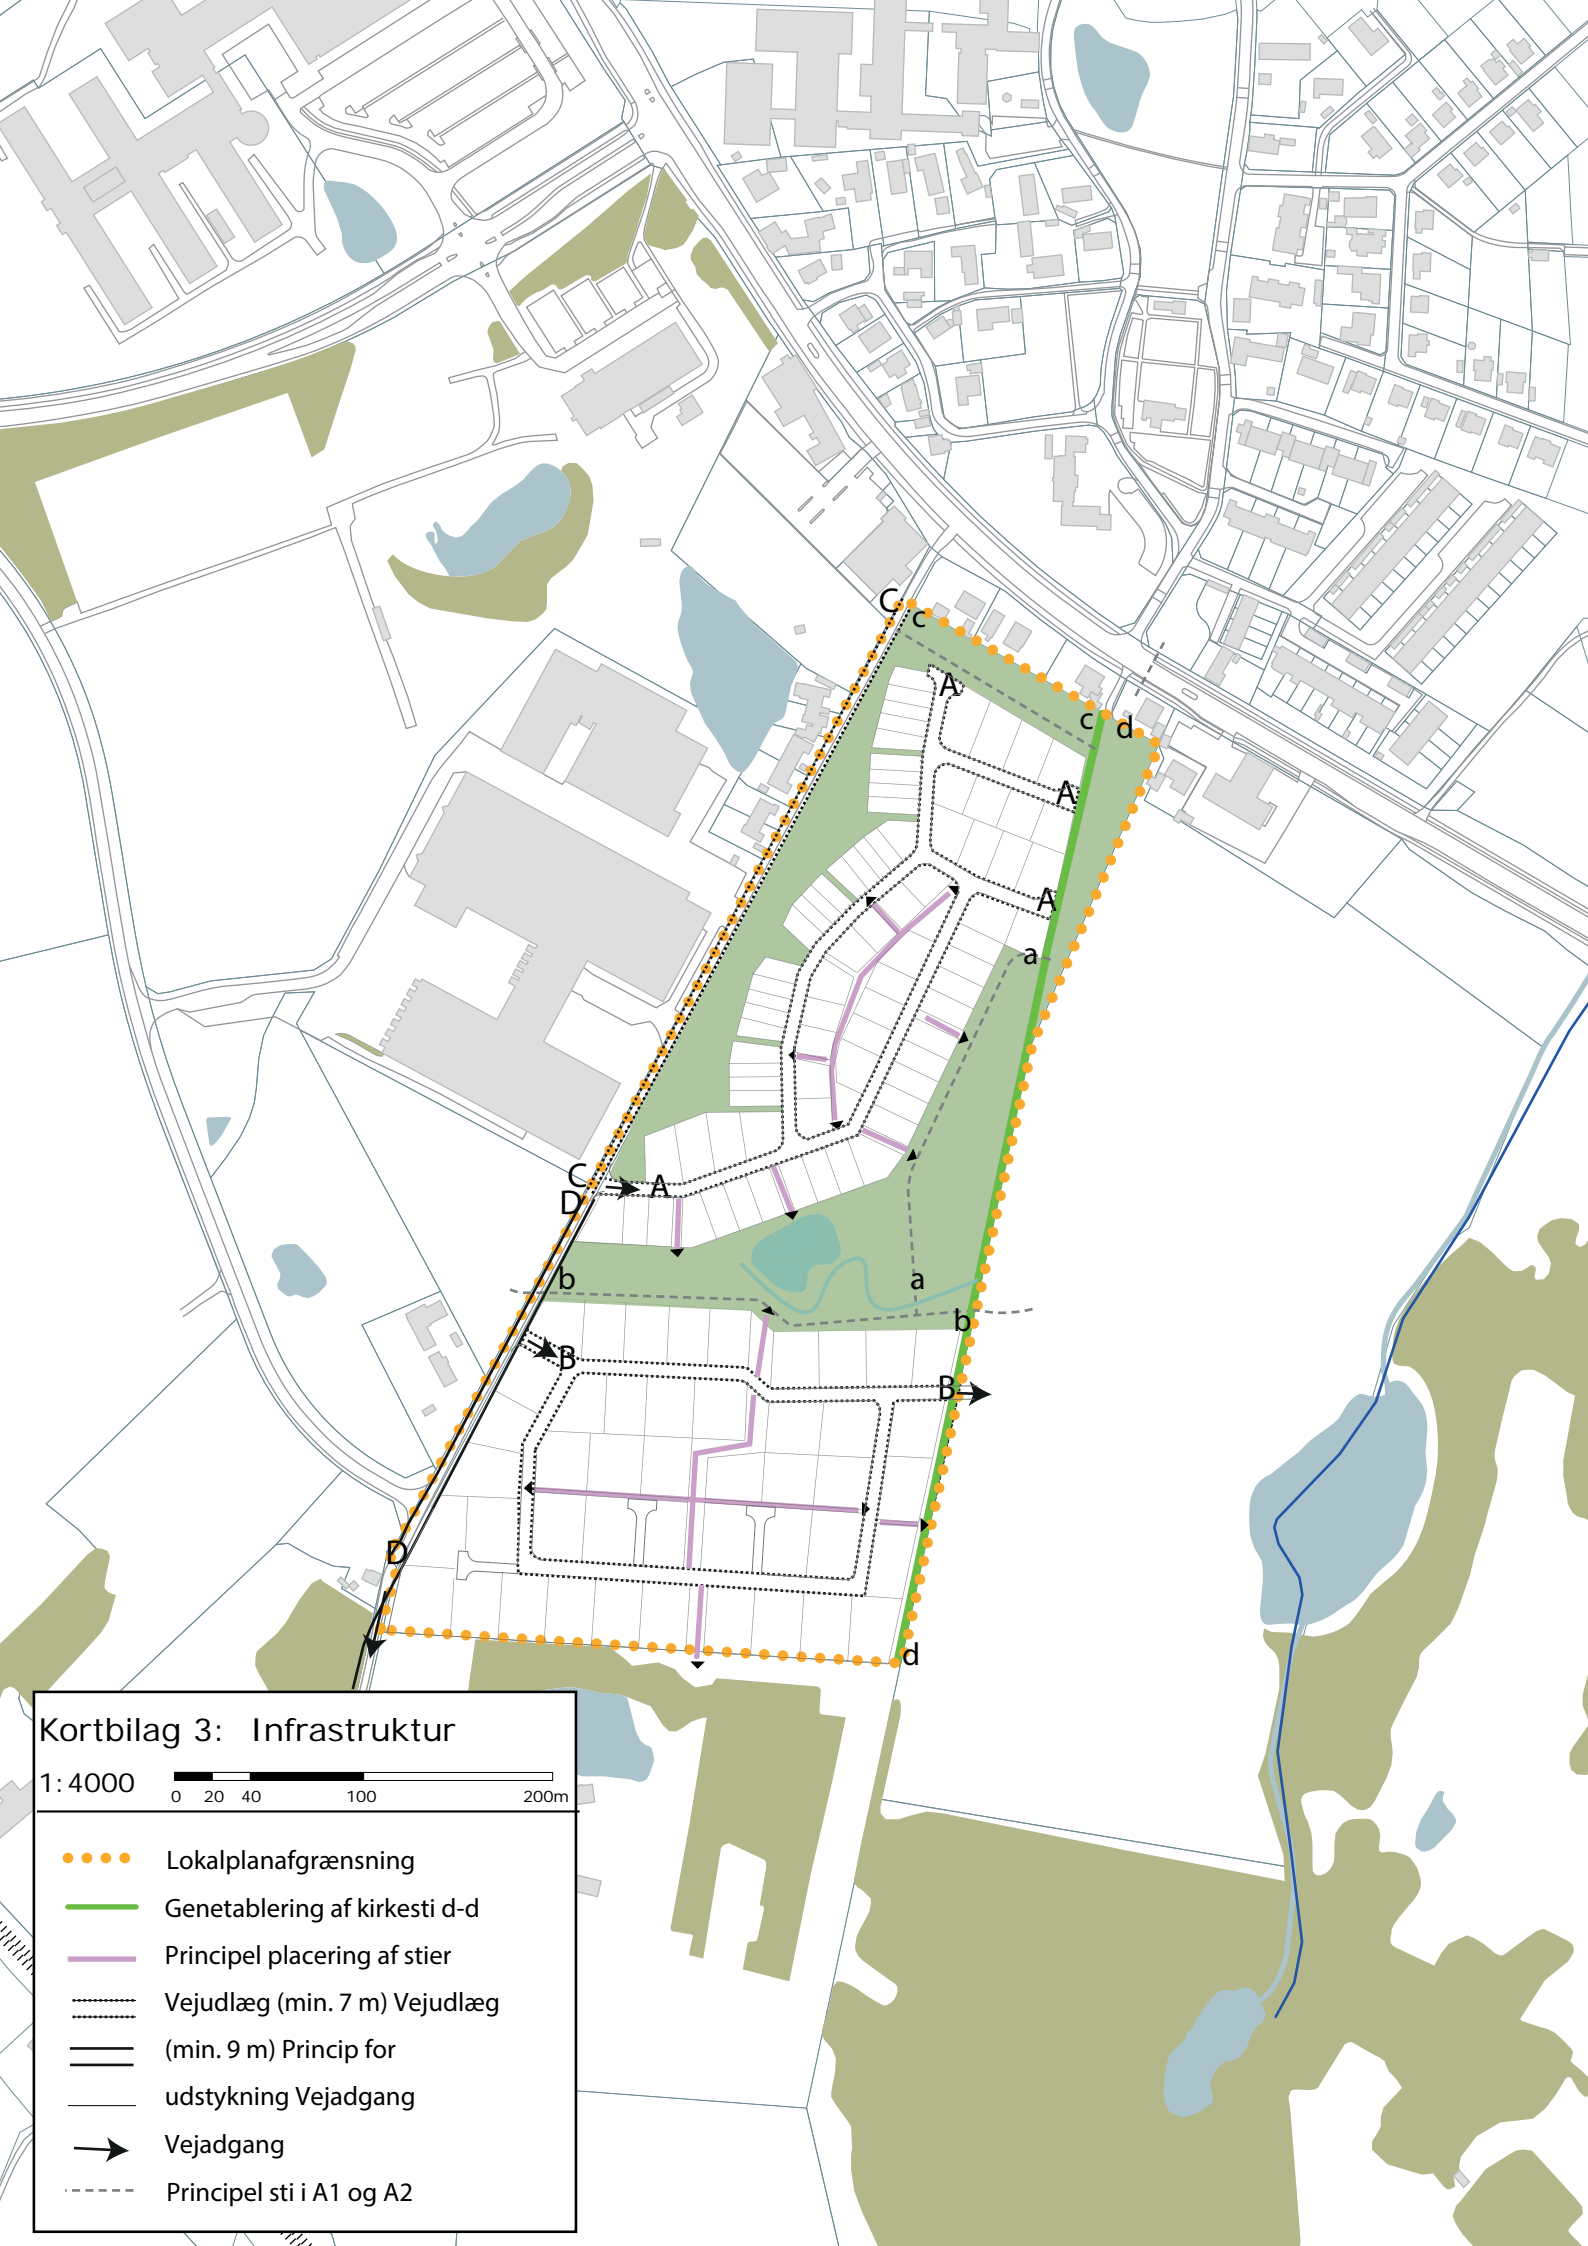 C
c
A
c
d
A
A
a
C
A
D
b
a
b
B
B
D
d
Kortbilag 3: Infrastruktur
1:4000
0 20 40 100 200m
Lokalplanafgrænsning
Genetablering af kirkesti d-d
Principel placering af stier
Vejudlæg (min. 7 m) Vejudlæg
(min. 9 m) Princip for
udstykning Vejadgang
Vejadgang
Principel sti i A1 og A2